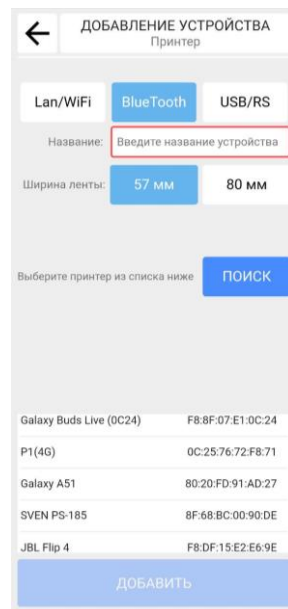 ДОБАВЛЕНИЕ УСТРОЙСТВА
Принтер
Lan/WiFi BlueTooth USB/RS
Название: Введите название устройства
Ширина ленты: 57 мм 80 мм
Выберите принтер из списка ниже ПОИСК
Galaxy Buds Live (0C24) F8:8F:07:E1:0C:24
P1(4G) 0C:25:76:72:F8:71
Galaxy A51 80:20:FD:91:AD:27
SVEN PS-185 8F:68:BC:00:90:DE
JBL Flip 4 F8:DF:15:E2:E6:9E
ДОБАВИТЬ